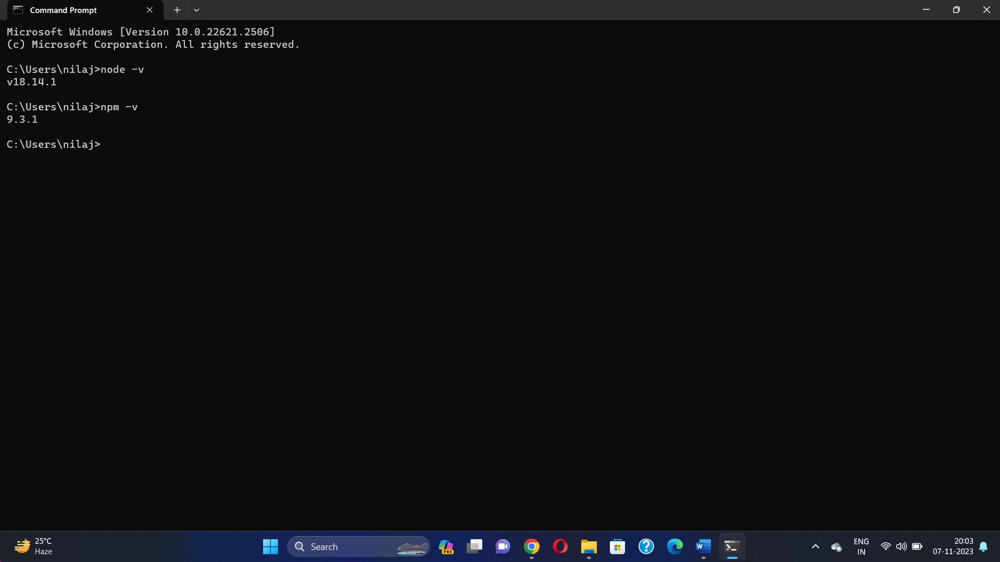 Command Prompt
Microsoft Windows [Version 10.0.22621.2506]
(c) Microsoft Corporation. All rights reserved.
C:\Users\nilaj>node -v
v18.14.1
C:\Users\nilaj>npm -v
9.3.1
C:\Users\nilaj>
25°C
Haze
Search
PRE
W
ENG
IN
20:03
07-11-2023